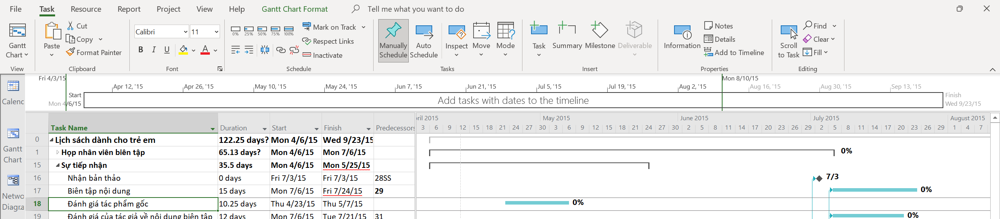 File Task Resource Report Project View Help Gantt Chart Format Tell me what you want to do
Gantt Chart
View
Paste
Cut
Copy
Format Painter
Clipboard
Calibri 11
B I U A
Font
0% 25% 50% 75% 100%
Mark on Track
Respect Links
Inactivate
Schedule
Manually Schedule
Auto Schedule
Inspect
Move
Mode
Tasks
Task
Summary
Milestone
Deliverable
Insert
Information
Notes
Details
Add to Timeline
Properties
Scroll to Task
Find
Clear
Fill
Editing
Fri 4/3/15 Mon 8/10/15
Apr 12, '15 Apr 26, '15 May 10, '15 May 24, '15 Jun 7, '15 Jun 21, '15 Jul 5, '15 Jul 19, '15 Aug 2, '15 Aug 16, '15 Aug 30, '15 Sep 13, '15
Start
Mon 4/6/15
Add tasks with dates to the timeline
Finish
Wed 9/23/15
Calenc
Gantt
Chart
Netwo
Diagra
ril 2015 May 2015 June 2015 July 2015 August 2015
Task Name Duration Start Finish Predecessors
3 6 9 12 15 18 21 24 27 30 3 6 9 12 15 18 21 24 27 30 2 5 8 11 14 17 20 23 26 29 2 5 8 11 14 17 20 23 26 29 1 4 7
0 Lịch sách dành cho trẻ em 122.25 days? Mon 4/6/15 Wed 9/23/15
1 Họp nhân viên biên tập 65.13 days? Mon 4/6/15 Mon 7/6/15 0%
15 Sự tiếp nhận 35.5 days Mon 4/6/15 Mon 5/25/15
16 Nhận bản thảo 0 days Fri 7/3/15 Fri 7/3/15 28SS 7/3
17 Biên tập nội dung 15 days Mon 7/6/15 Fri 7/24/15 29 0%
18 Đánh giá tác phẩm gốc 10.25 days Thu 4/23/15 Thu 5/7/15 0%
19 Đánh giá của tác giả về nội dung biên tập 12 days Mon 7/6/15 Tue 7/21/15 31 0%